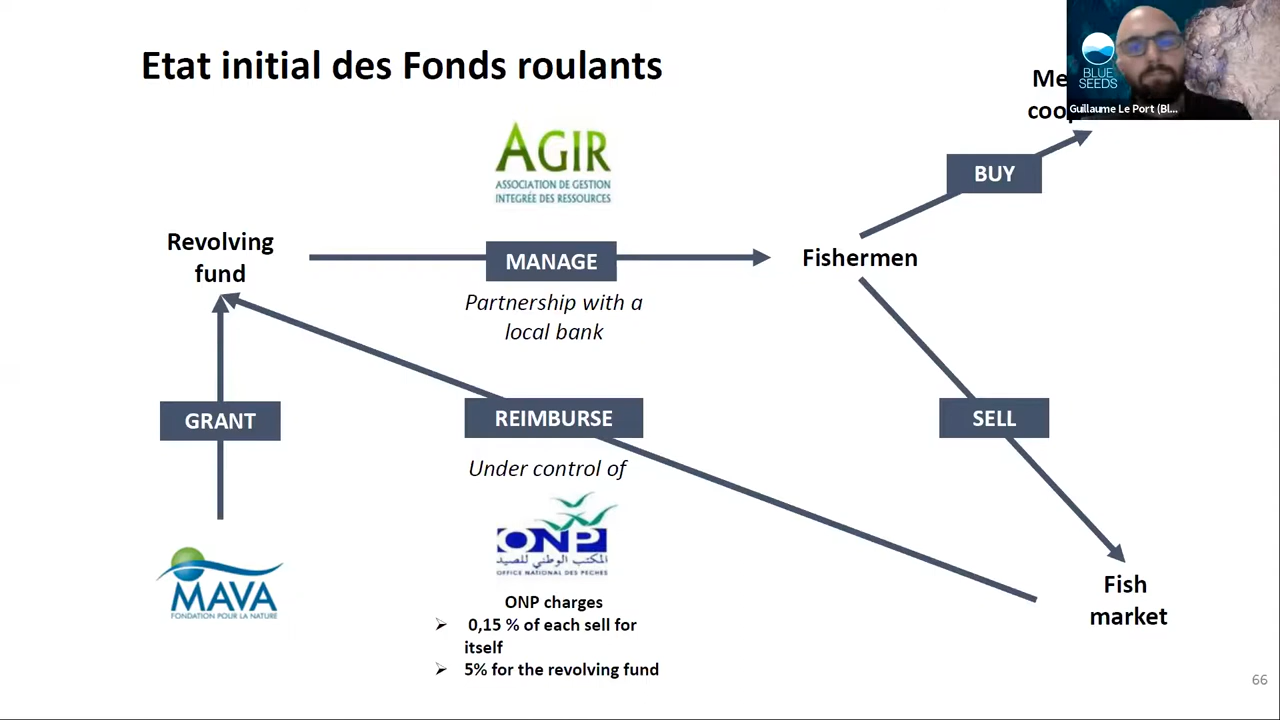 Etat initial des Fonds roulants
BLUE
SEEDS
Guillaume Le Port (Bl...
AGIR
ASSOCIATION DE GESTION
INTEGRÉE DES RESSOURCES
BUY
Revolving
fund
MANAGE
Fishermen
Partnership with a
local bank
GRANT
REIMBURSE
SELL
Under control of
ONP
المكتب الوطني للصيد
OFFICE NATIONAL DES PECHES
MAVA
FONDATION POUR LA NATURE
Fish
market
ONP charges
➢ 0,15 % of each sell for
itself
➢ 5% for the revolving fund
66